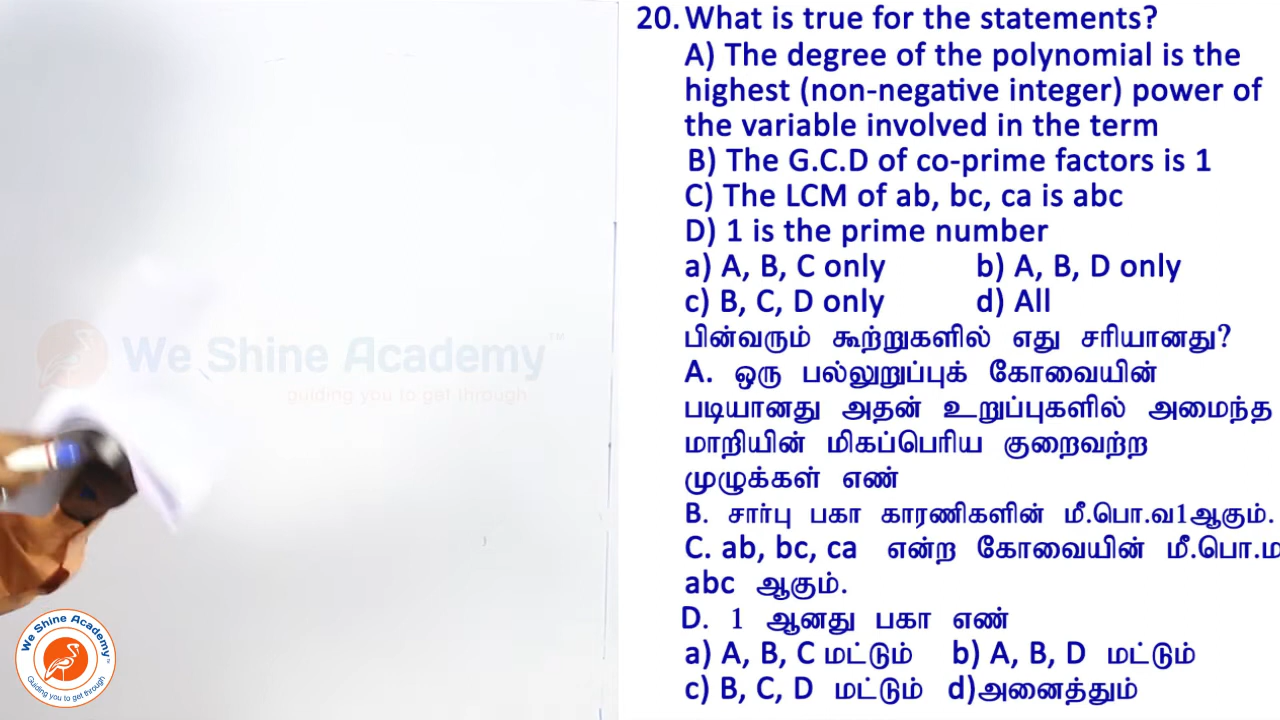 20. What is true for the statements?
A) The degree of the polynomial is the
highest (non-negative integer) power of
the variable involved in the term
B) The G.C.D of co-prime factors is 1
C) The LCM of ab, bc, ca is abc
D) 1 is the prime number
a) A, B, C only b) A, B, D only
c) B, C, D only d) All
பின்வரும் கூற்றுகளில் எது சரியானது?
A. ஒரு பல்லுறுப்புக் கோவையின்
படியானது அதன் உறுப்புகளில் அமைந்த
மாறியின் மிகப்பெரிய குறைவற்ற
முழுக்கள் எண்
B. சார்பு பகா காரணிகளின் மீ.பொ.வ1ஆகும்.
C. ab, bc, ca என்ற கோவையின் மீ.பொ.ம
abc ஆகும்.
D. 1 ஆனது பகா எண்
a) A, B, C மட்டும் b) A, B, D மட்டும்
c) B, C, D மட்டும் d)அனைத்தும்
We Shine Academy™
guiding you to get through
We Shine Academy™
Guiding you to get through